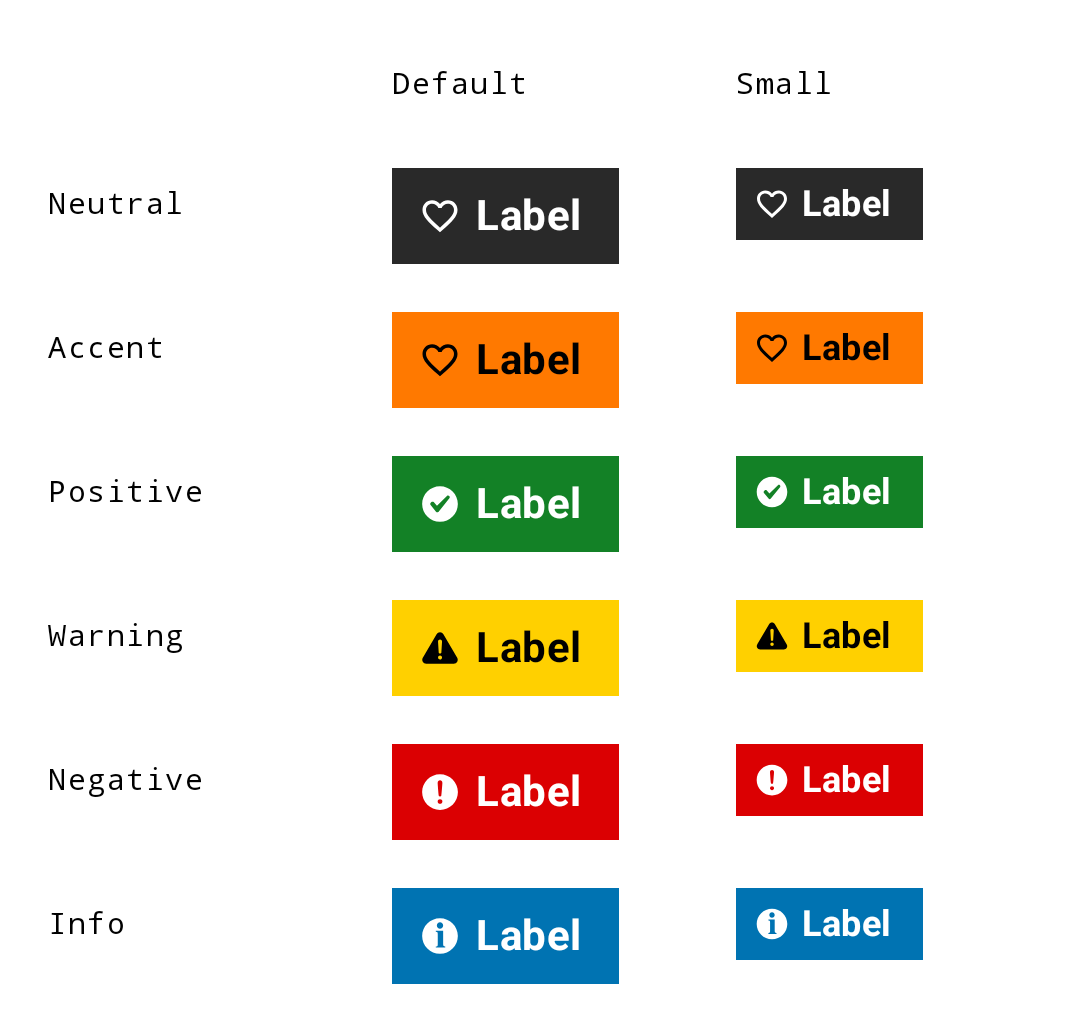 Default Small
Neutral Label Label
Accent Label Label
Positive Label Label
Warning Label Label
Negative Label Label
Info Label Label